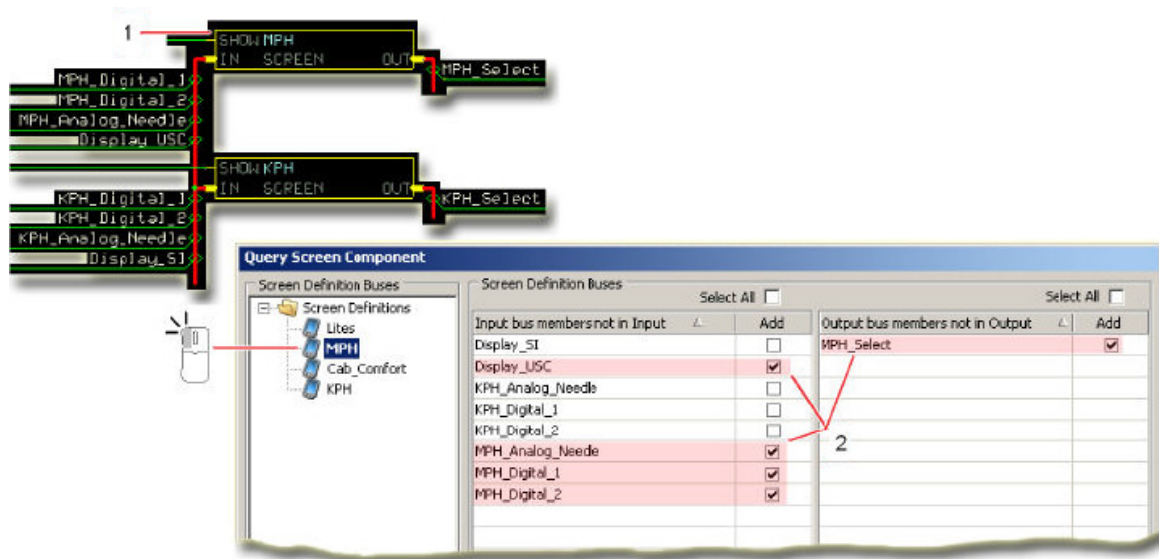 1
SHOW MPH
IN SCREEN OUT
MPH_Select
MPH_Digital_1
MPH_Digital_2
MPH_Analog_Needle
Display_USC
SHOW KPH
IN SCREEN OUT
KPH_Select
KPH_Digital_1
KPH_Digital_2
KPH_Analog_Needle
Display_SI
Query Screen Component
Screen Definition Buses
Screen Definitions
Lites
MPH
Cab_Comfort
KPH
Screen Definition Buses
Select All
Select All
Input bus members not in Input Add
Output bus members not in Output Add
Display_SI
MPH_Select
Display_USC
KPH_Analog_Needle
KPH_Digital_1
KPH_Digital_2
2
MPH_Analog_Neede
MPH_Digital_1
MPH_Digital_2